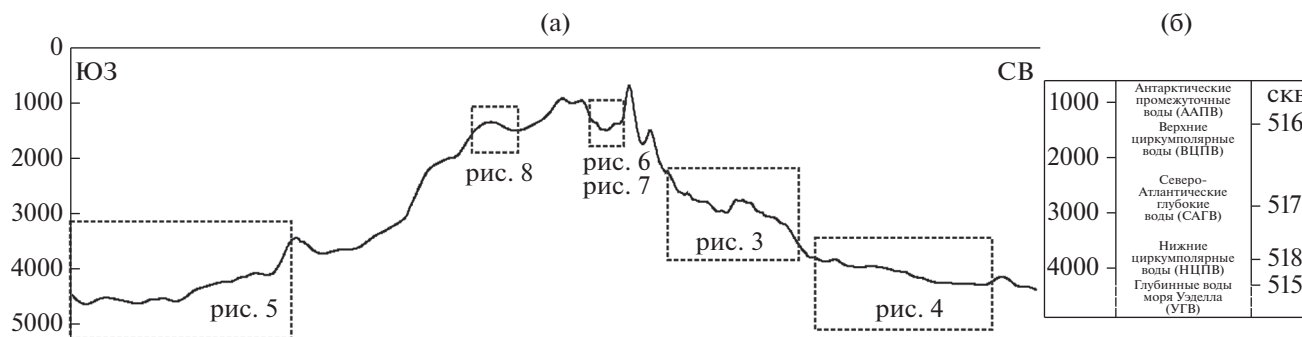 (а)
(б)
0
1000
2000
3000
4000
5000
ЮЗ
СВ
рис. 8
рис. 6
рис. 7
рис. 3
рис. 5
рис. 4
1000
2000
3000
4000
Антарктические
промежуточные
воды (ААПВ)
Верхние
циркумполярные
воды (ВЦПВ)
Северо-
Атлантические
глубокие
воды (САГВ)
Нижние
циркумполярные
воды (НЦПВ)
Глубинные воды
моря Уэделла
(УГВ)
скв
516
517
518
515